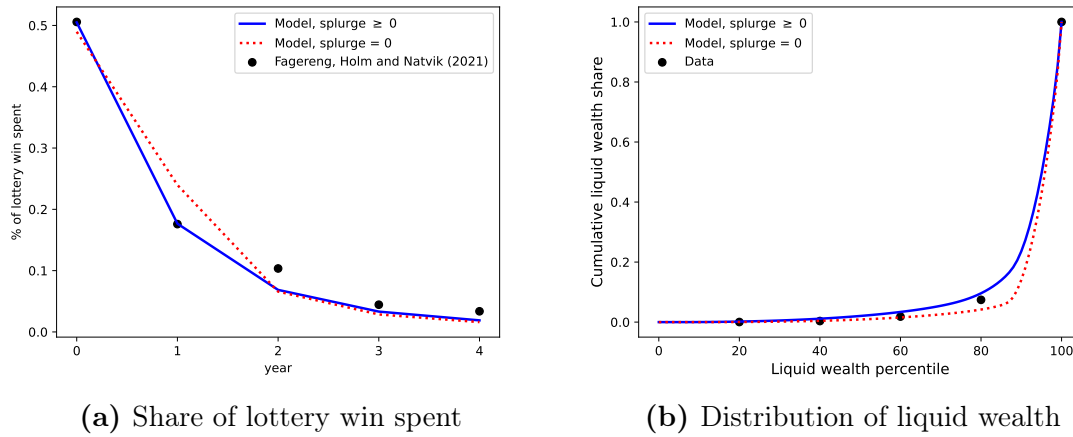 0.5
0.4
0.3
0.2
0.1
0.0
% of lottery win spent
0
1
2
3
4
year
Model, splurge ≥ 0
Model, splurge = 0
Fagereng, Holm and Natvik (2021)
(a) Share of lottery win spent
1.0
0.8
0.6
0.4
0.2
0.0
Cumulative liquid wealth share
0
20
40
60
80
100
Liquid wealth percentile
Model, splurge ≥ 0
Model, splurge = 0
Data
(b) Distribution of liquid wealth